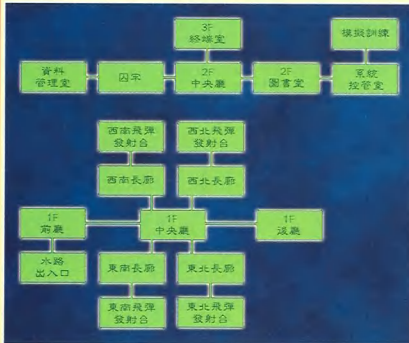 3F
終端室
模擬訓練
資料
管理室
囚牢
2F
中央廳
2F
圖書室
系統
控管室
西南飛彈
發射台
西北飛彈
發射台
西南長廊
西北長廊
1F
前廳
1F
中央廳
1F
後廳
水路
出入口
東南長廊
東北長廊
東南飛彈
發射台
東北飛彈
發射台